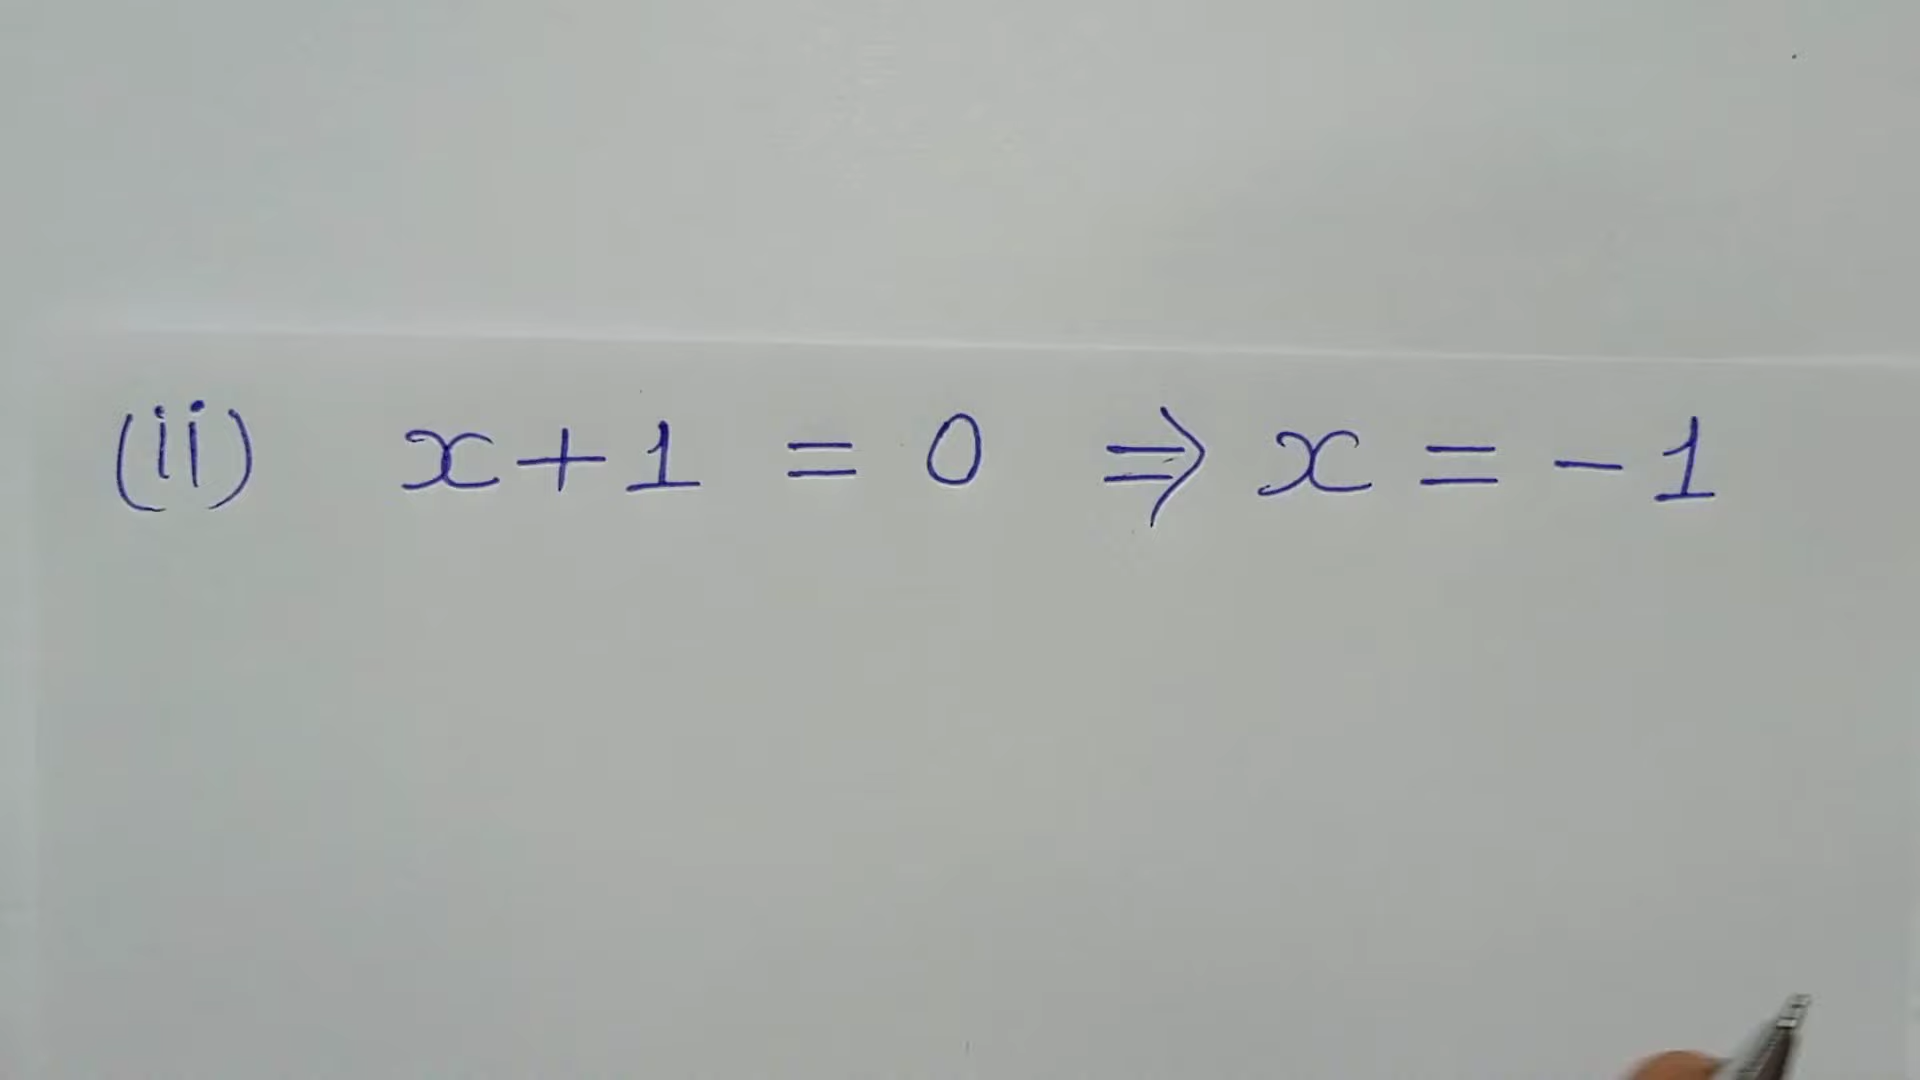 (ii) x+1 = 0 ⇒ x = -1